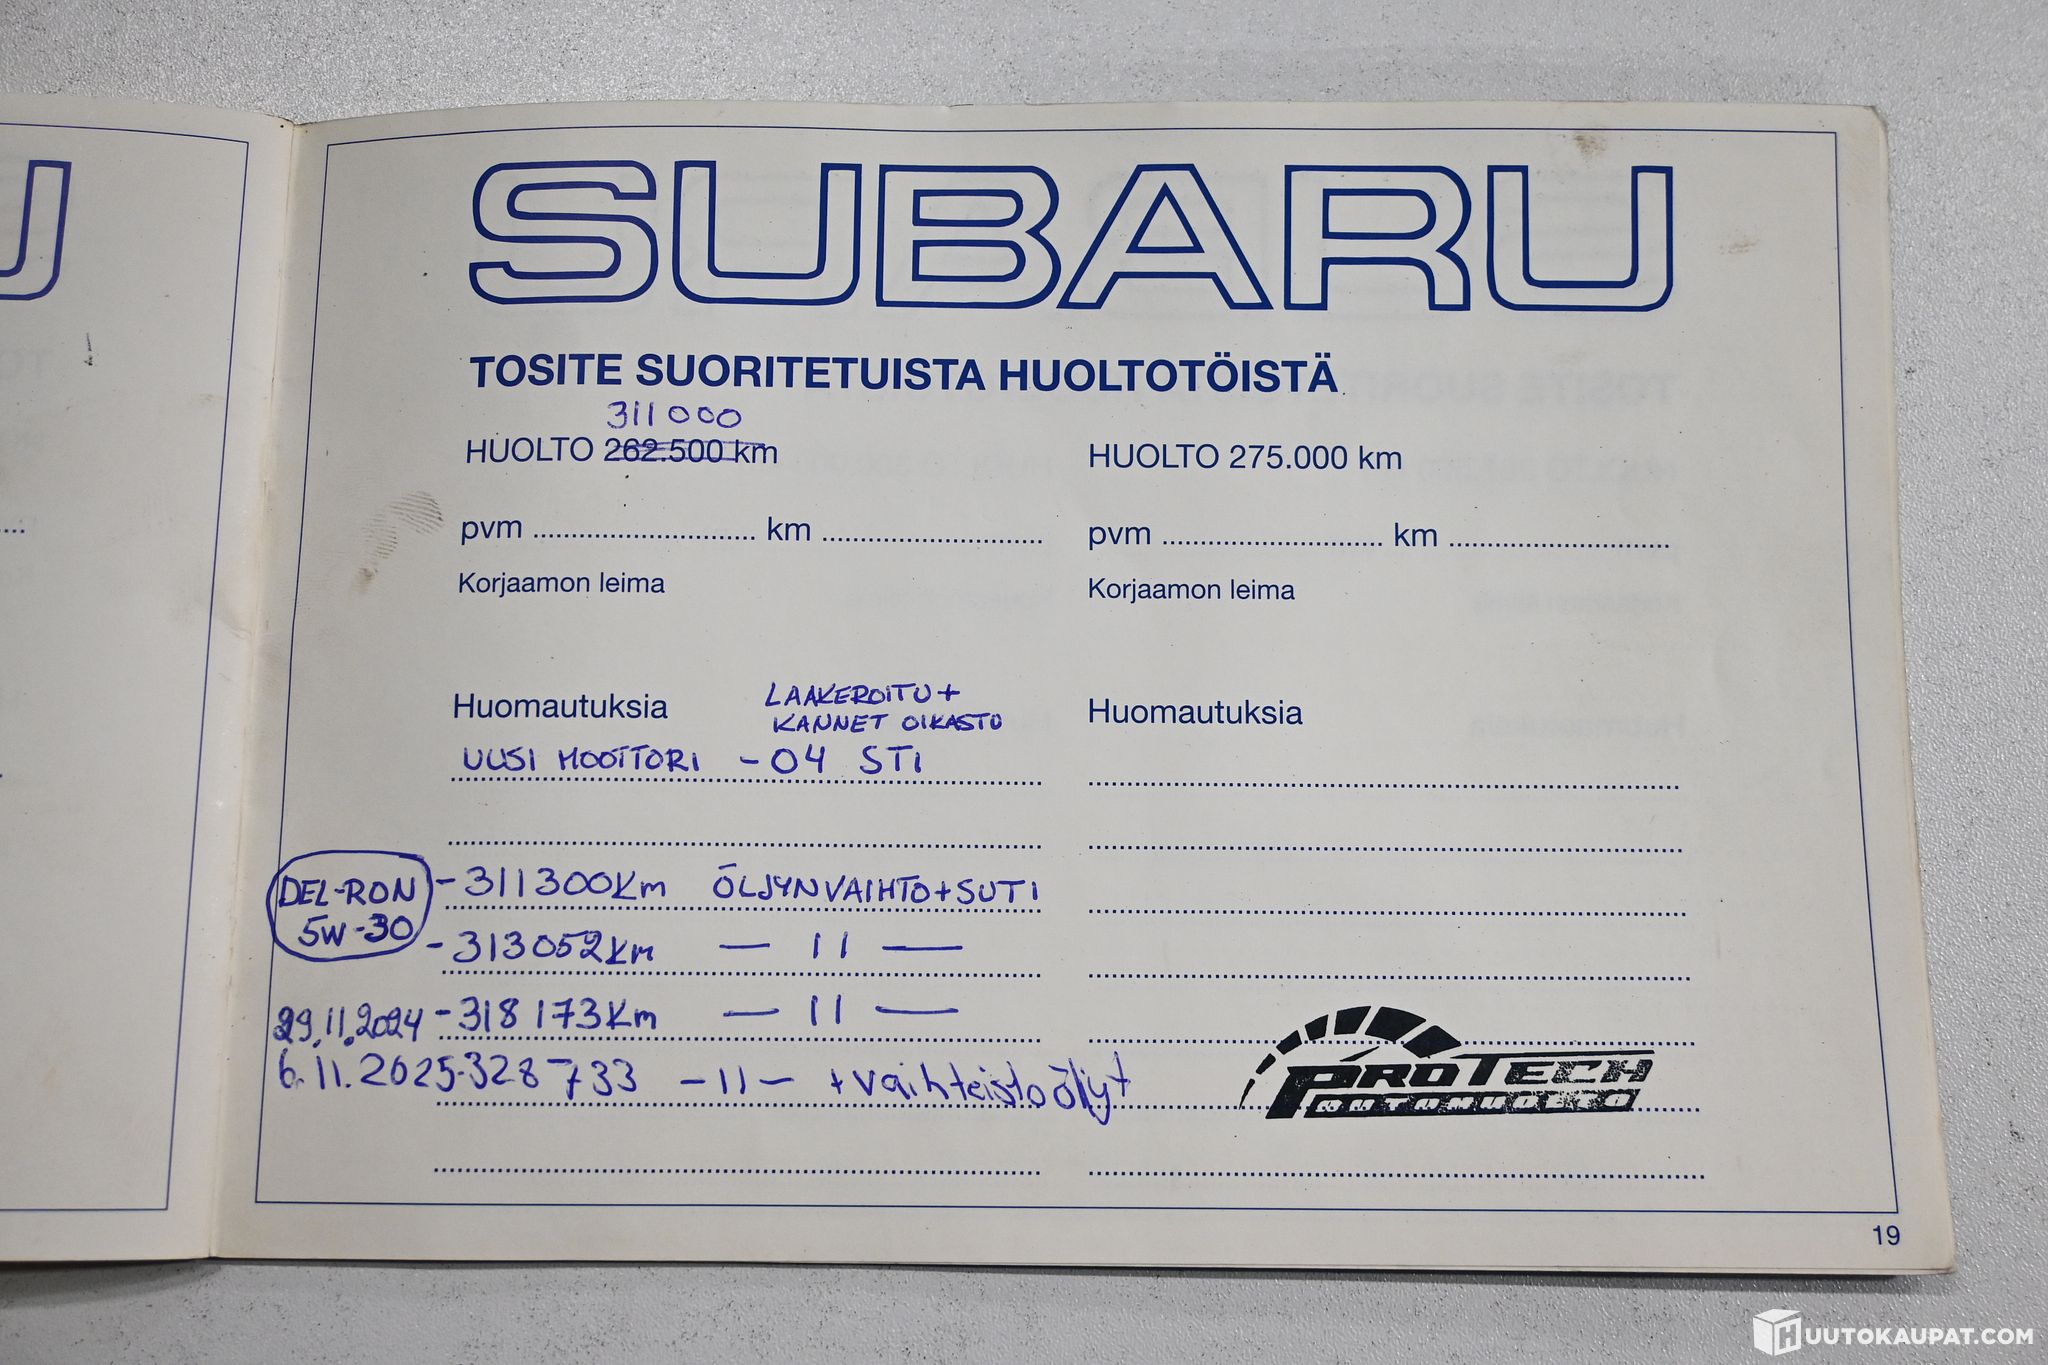 U
SUBARU
TOSITE SUORITETUISTA HUOLTOTÖISTÄ
311000
HUOLTO 262.500 km
pvm .............................. km ..............................
Korjaamon leima
Huomautuksia
LAAKEROITU+
KANNET OIKASTU
UUSI MOOTTORI -04 STI
DEL-RON
5W-30
-311300Km ÖLJYNVAIHTO+SUTI
-313052Km — 11 —
29.11.2024 -318173Km — 11 —
6.11.2025-328733 -11- +vaihteistoöljyt
HUOLTO 275.000 km
pvm .............................. km ..............................
Korjaamon leima
Huomautuksia
PROTECH
AUTOHUOLTO
19
HUUTOKAUPAT.COM